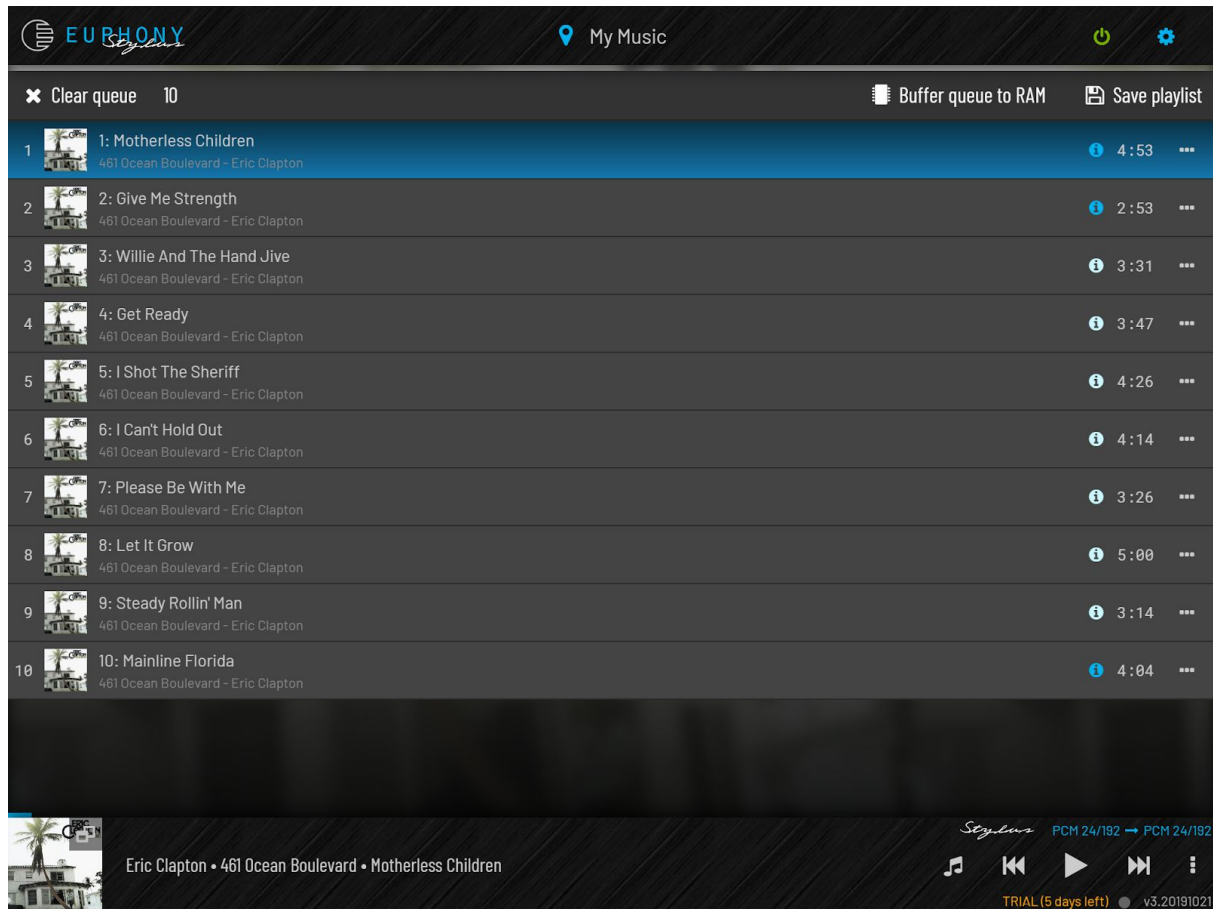 EUPHONY
Stylus
My Music
Clear queue 10
Buffer queue to RAM
Save playlist
1 1: Motherless Children 4:53
461 Ocean Boulevard - Eric Clapton
2 2: Give Me Strength 2:53
461 Ocean Boulevard - Eric Clapton
3 3: Willie And The Hand Jive 3:31
461 Ocean Boulevard - Eric Clapton
4 4: Get Ready 3:47
461 Ocean Boulevard - Eric Clapton
5 5: I Shot The Sheriff 4:26
461 Ocean Boulevard - Eric Clapton
6 6: I Can't Hold Out 4:14
461 Ocean Boulevard - Eric Clapton
7 7: Please Be With Me 3:26
461 Ocean Boulevard - Eric Clapton
8 8: Let It Grow 5:00
461 Ocean Boulevard - Eric Clapton
9 9: Steady Rollin' Man 3:14
461 Ocean Boulevard - Eric Clapton
10 10: Mainline Florida 4:04
461 Ocean Boulevard - Eric Clapton
Stylus PCM 24/192 → PCM 24/192
Eric Clapton • 461 Ocean Boulevard • Motherless Children
TRIAL (5 days left) v3.20191021